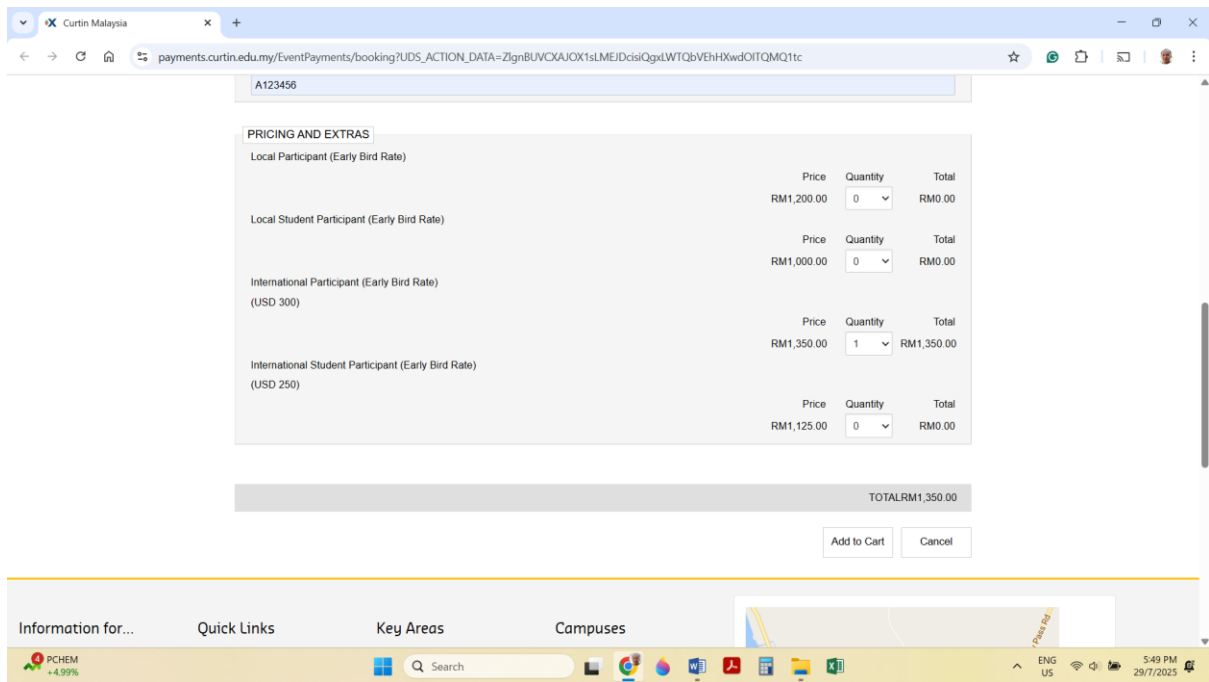 Curtin Malaysia
payments.curtin.edu.my/EventPayments/booking?UDS_ACTION_DATA=ZlgnBUVCXAJOX1sLMEJDcisiQgxLWTQbVEhHXwdOlTQMQ1tc
A123456
PRICING AND EXTRAS
Local Participant (Early Bird Rate)
Price Quantity Total
RM1,200.00 0 RM0.00
Local Student Participant (Early Bird Rate)
Price Quantity Total
RM1,000.00 0 RM0.00
International Participant (Early Bird Rate)
(USD 300)
Price Quantity Total
RM1,350.00 1 RM1,350.00
International Student Participant (Early Bird Rate)
(USD 250)
Price Quantity Total
RM1,125.00 0 RM0.00
TOTALRM1,350.00
Add to Cart Cancel
Information for... Quick Links Key Areas Campuses
Pass Rd
4 PCHEM
+4.99%
Search
ENG
US
5:49 PM
29/7/2025